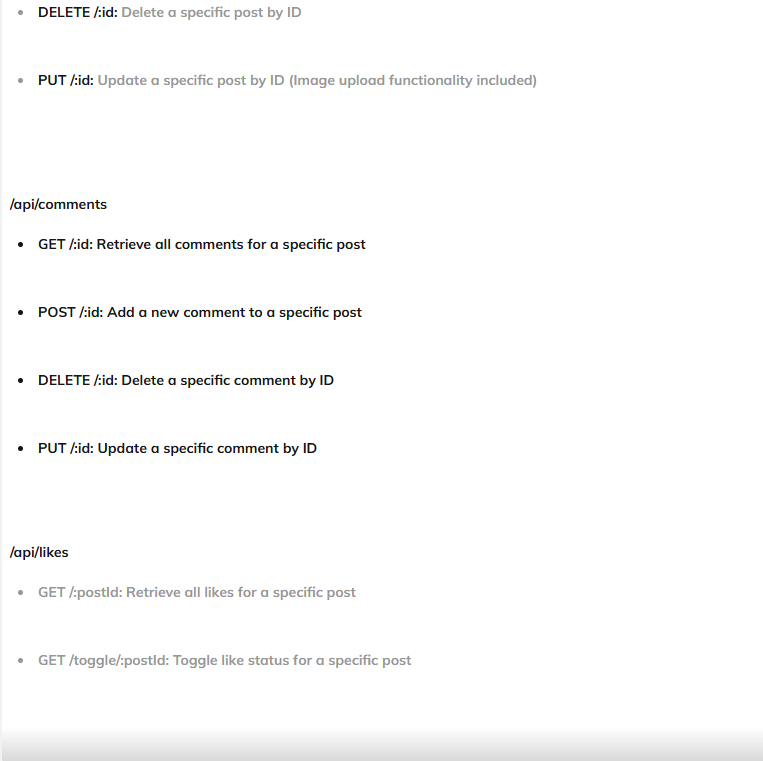 DELETE /:id: Delete a specific post by ID
PUT /:id: Update a specific post by ID (Image upload functionality included)
/api/comments
GET /:id: Retrieve all comments for a specific post
POST /:id: Add a new comment to a specific post
DELETE /:id: Delete a specific comment by ID
PUT /:id: Update a specific comment by ID
/api/likes
GET /:postId: Retrieve all likes for a specific post
GET /toggle/:postId: Toggle like status for a specific post